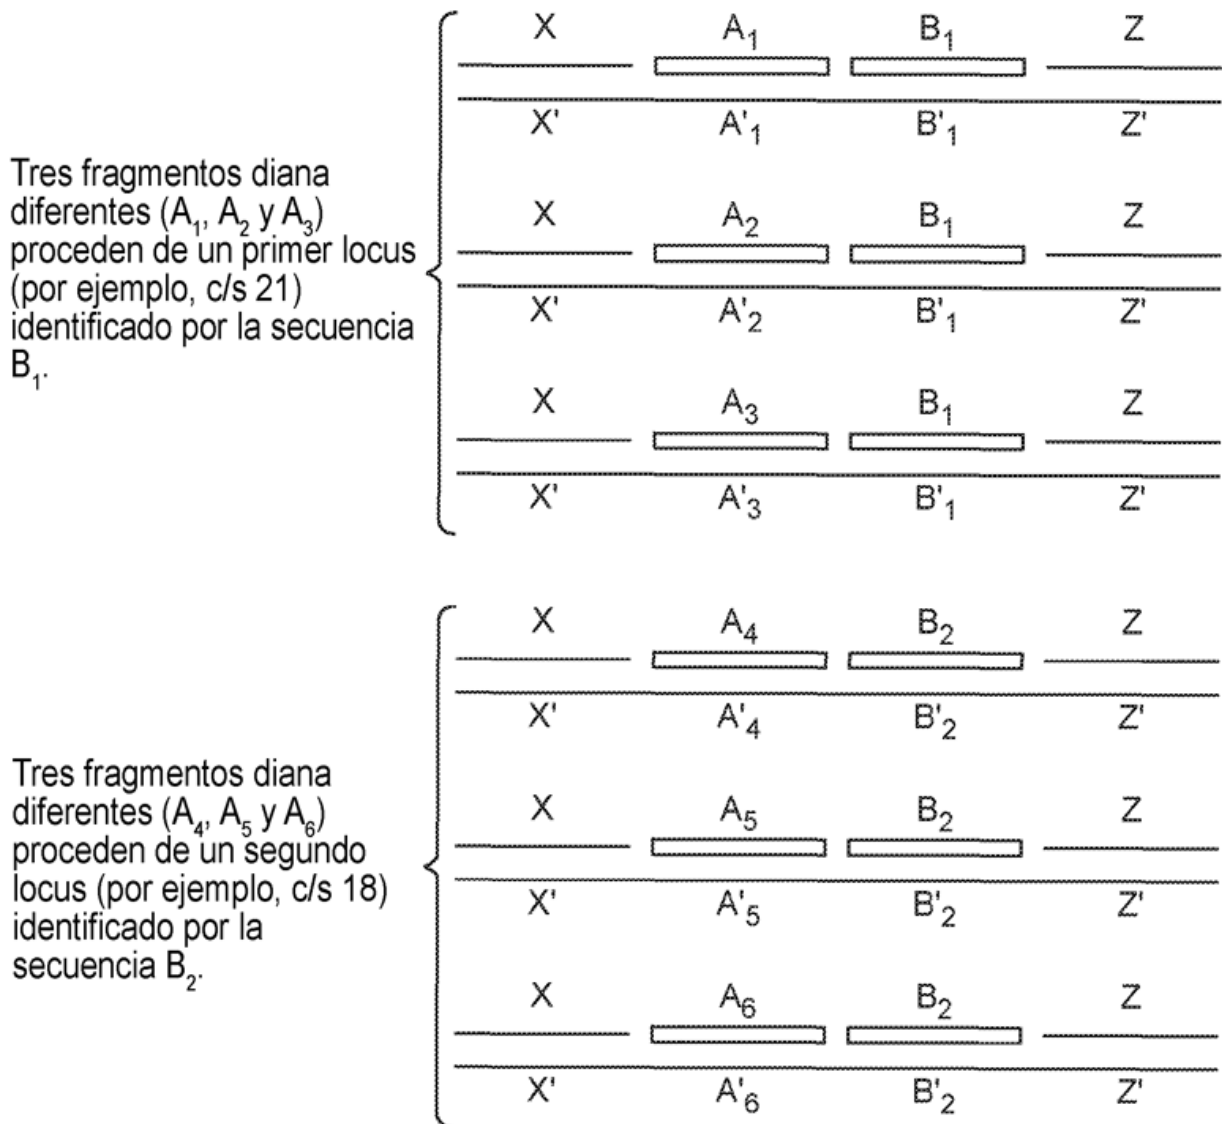 X A₁ B₁ Z
X' A'₁ B'₁ Z'
Tres fragmentos diana
diferentes (A₁, A₂ y A₃)
proceden de un primer locus
(por ejemplo, c/s 21)
identificado por la secuencia
B₁.
X A₂ B₁ Z
X' A'₂ B'₁ Z'
X A₃ B₁ Z
X' A'₃ B'₁ Z'
X A₄ B₂ Z
X' A'₄ B'₂ Z'
Tres fragmentos diana
diferentes (A₄, A₅ y A₆)
proceden de un segundo
locus (por ejemplo, c/s 18)
identificado por la
secuencia B₂.
X A₅ B₂ Z
X' A'₅ B'₂ Z'
X A₆ B₂ Z
X' A'₆ B'₂ Z'